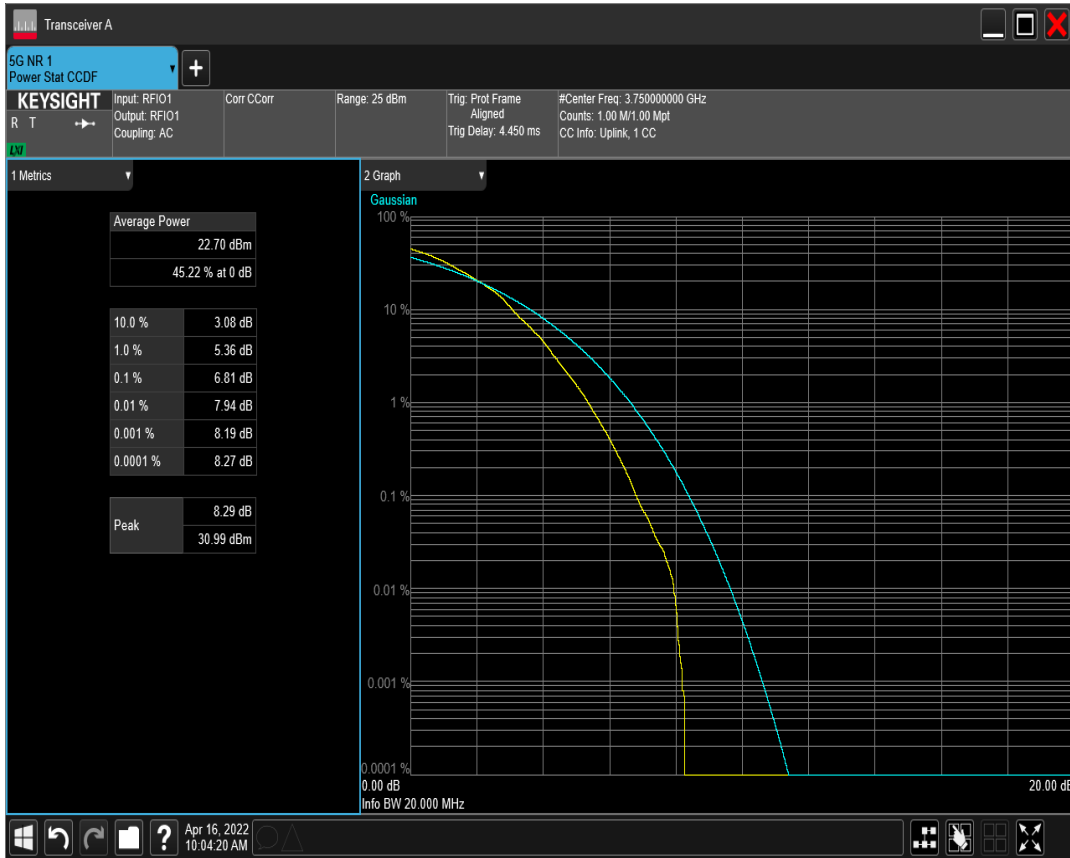 Transceiver A
5G NR 1
Power Stat CCDF
KEYSIGHT
R T
LXI
Input: RFIO1
Output: RFIO1
Coupling: AC
Corr CCorr
Range: 25 dBm
Trig: Prot Frame
Aligned
Trig Delay: 4.450 ms
#Center Freq: 3.750000000 GHz
Counts: 1.00 M/1.00 Mpt
CC Info: Uplink, 1 CC
1 Metrics
Average Power
22.70 dBm
45.22 % at 0 dB
10.0 % 3.08 dB
1.0 % 5.36 dB
0.1 % 6.81 dB
0.01 % 7.94 dB
0.001 % 8.19 dB
0.0001 % 8.27 dB
Peak
8.29 dB
30.99 dBm
2 Graph
Gaussian
100 %
10 %
1 %
0.1 %
0.01 %
0.001 %
0.0001 %
0.00 dB 20.00 dB
Info BW 20.000 MHz
?
Apr 16, 2022
10:04:20 AM